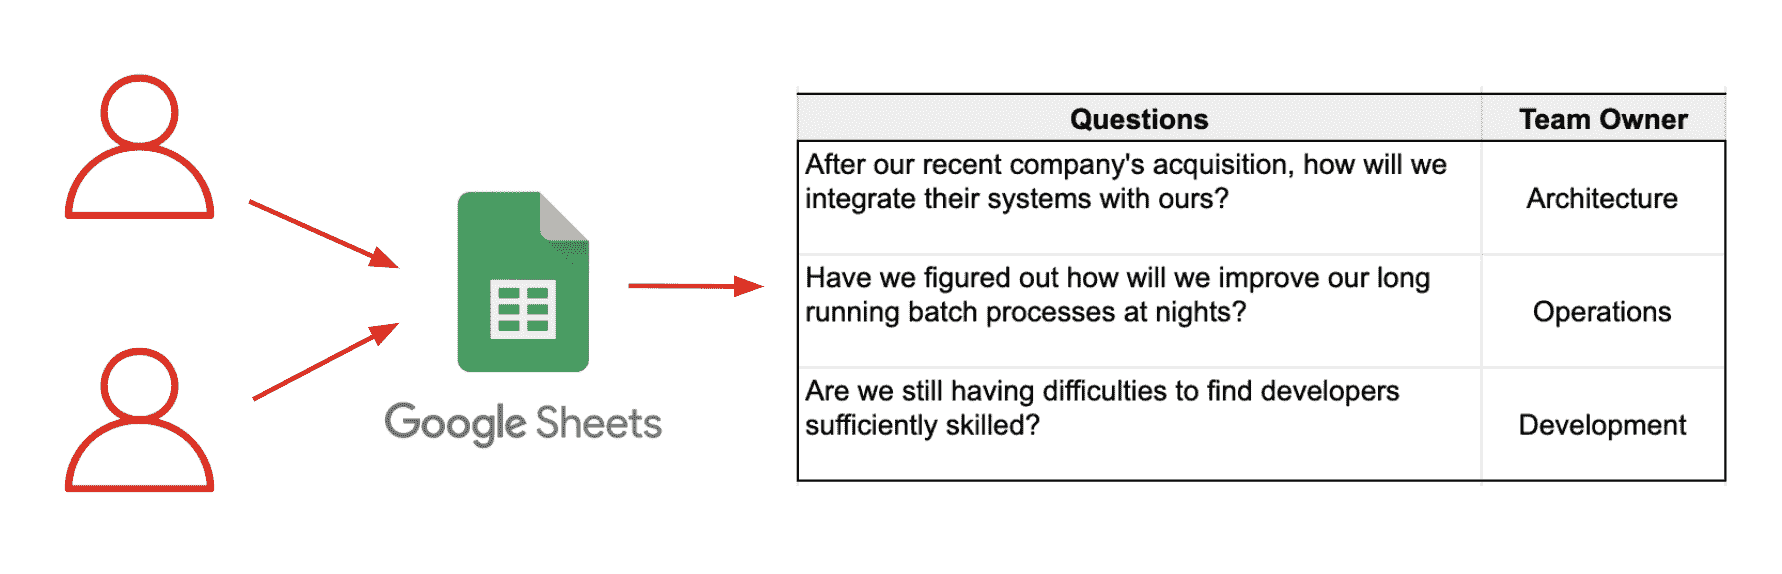 Google Sheets
Questions
Team Owner
After our recent company's acquisition, how will we
integrate their systems with ours?
Architecture
Have we figured out how will we improve our long
running batch processes at nights?
Operations
Are we still having difficulties to find developers
sufficiently skilled?
Development